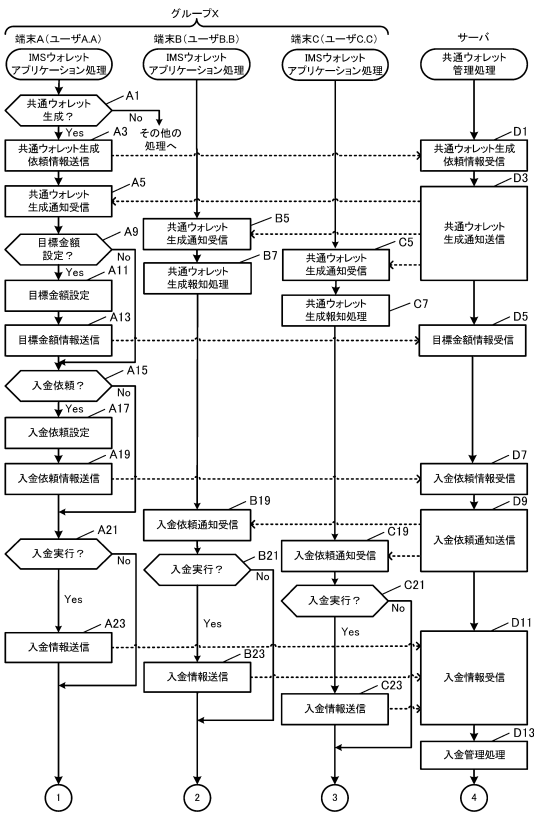 グループX
端末A(ユーザA.A)
IMSウォレット
アプリケーション処理
共通ウォレット
生成？
A1
Yes
No
その他の
処理へ
共通ウォレット生成
依頼情報送信
A3
共通ウォレット
生成通知受信
A5
目標金額
設定？
A9
Yes
No
目標金額設定
A11
目標金額情報送信
A13
入金依頼？
A15
Yes
No
入金依頼設定
A17
入金依頼情報送信
A19
入金実行？
A21
Yes
No
入金情報送信
A23
1
端末B(ユーザB.B)
IMSウォレット
アプリケーション処理
共通ウォレット
生成通知受信
B5
共通ウォレット
生成報知処理
B7
入金依頼通知受信
B19
入金実行？
B21
Yes
No
入金情報送信
B23
2
端末C(ユーザC.C)
IMSウォレット
アプリケーション処理
共通ウォレット
生成通知受信
C5
共通ウォレット
生成報知処理
C7
入金依頼通知受信
C19
入金実行？
C21
Yes
No
入金情報送信
C23
3
サーバ
共通ウォレット
管理処理
共通ウォレット生成
依頼情報受信
D1
共通ウォレット
生成通知送信
D3
目標金額情報受信
D5
入金依頼情報受信
D7
入金依頼通知送信
D9
入金情報受信
D11
入金管理処理
D13
4